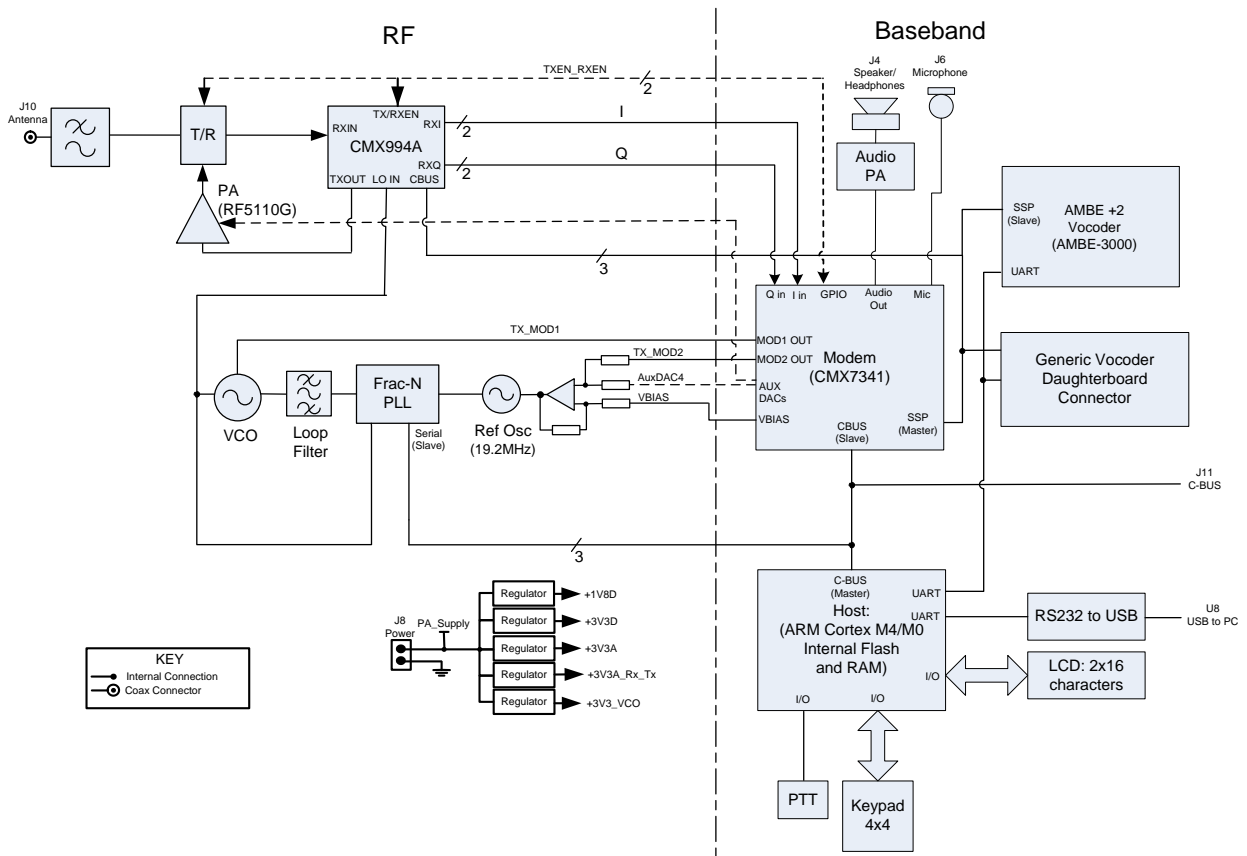 RF
Baseband
J10
Antenna
T/R
TXEN_RXEN
2
TX/RXEN
RXIN
RXI
CMX994A
RXQ
TXOUT
LO IN
CBUS
2
I
2
Q
PA
(RF5110G)
3
J4
Speaker/
Headphones
J6
Microphone
Audio
PA
SSP
(Slave)
AMBE +2
Vocoder
(AMBE-3000)
UART
Q in
I in
GPIO
Audio
Out
Mic
MOD1 OUT
MOD2 OUT
Modem
(CMX7341)
AUX
DACs
VBIAS
CBUS
(Slave)
SSP
(Master)
Generic Vocoder
Daughterboard
Connector
TX_MOD1
TX_MOD2
AuxDAC4
VBIAS
VCO
Loop
Filter
Frac-N
PLL
Serial
(Slave)
Ref Osc
(19.2MHz)
J11
C-BUS
3
C-BUS
(Master)
Host:
(ARM Cortex M4/M0
Internal Flash
and RAM)
UART
UART
I/O
I/O
I/O
RS232 to USB
U8
USB to PC
LCD: 2x16
characters
PTT
Keypad
4x4
J8
Power
PA_Supply
Regulator
+1V8D
Regulator
+3V3D
Regulator
+3V3A
Regulator
+3V3A_Rx_Tx
Regulator
+3V3_VCO
KEY
Internal Connection
Coax Connector